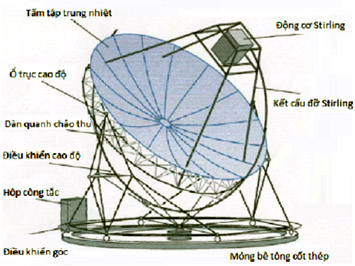 Tấm tập trung nhiệt
Động cơ Stirling
Ổ trục cao độ
Kết cấu đỡ Stirling
Dàn quanh chảo thu
Điều khiển cao độ
Hộp công tắc
Điều khiển góc
Móng bê tông cốt thép